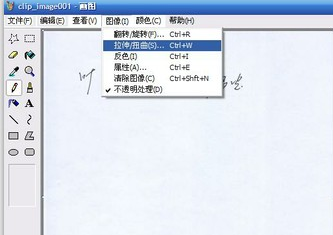 clip_image001 - 画图
文件(F) 编辑(E) 查看(V) 图像(I) 颜色(C) 帮助(H)
翻转/旋转(F)... Ctrl+R
拉伸/扭曲(S)... Ctrl+W
反色(I) Ctrl+I
属性(A)... Ctrl+E
清除图像(C) Ctrl+Shft+N
✓ 不透明处理(D)